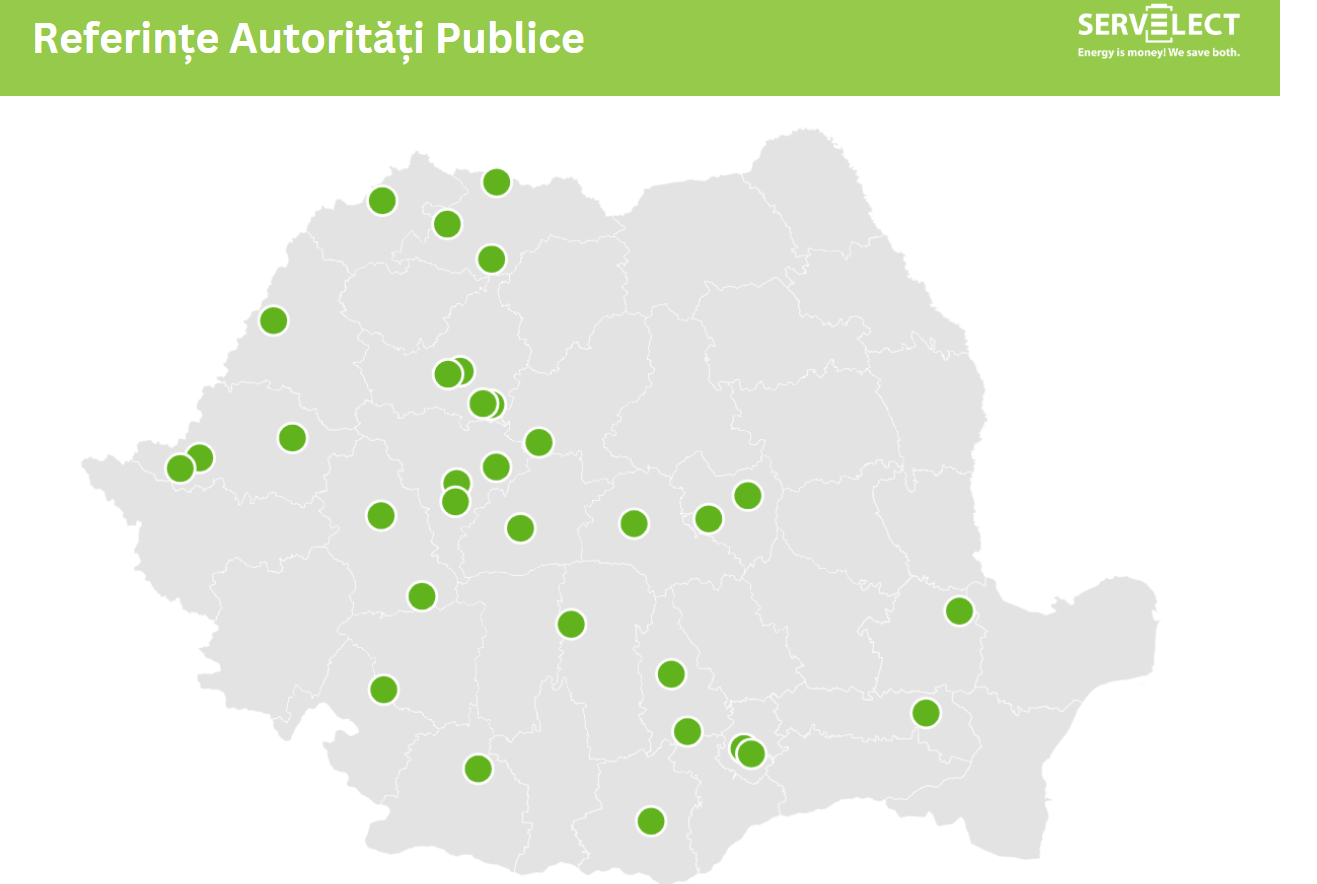 Referințe Autorități Publice
SERVELECT
Energy is money! We save both.